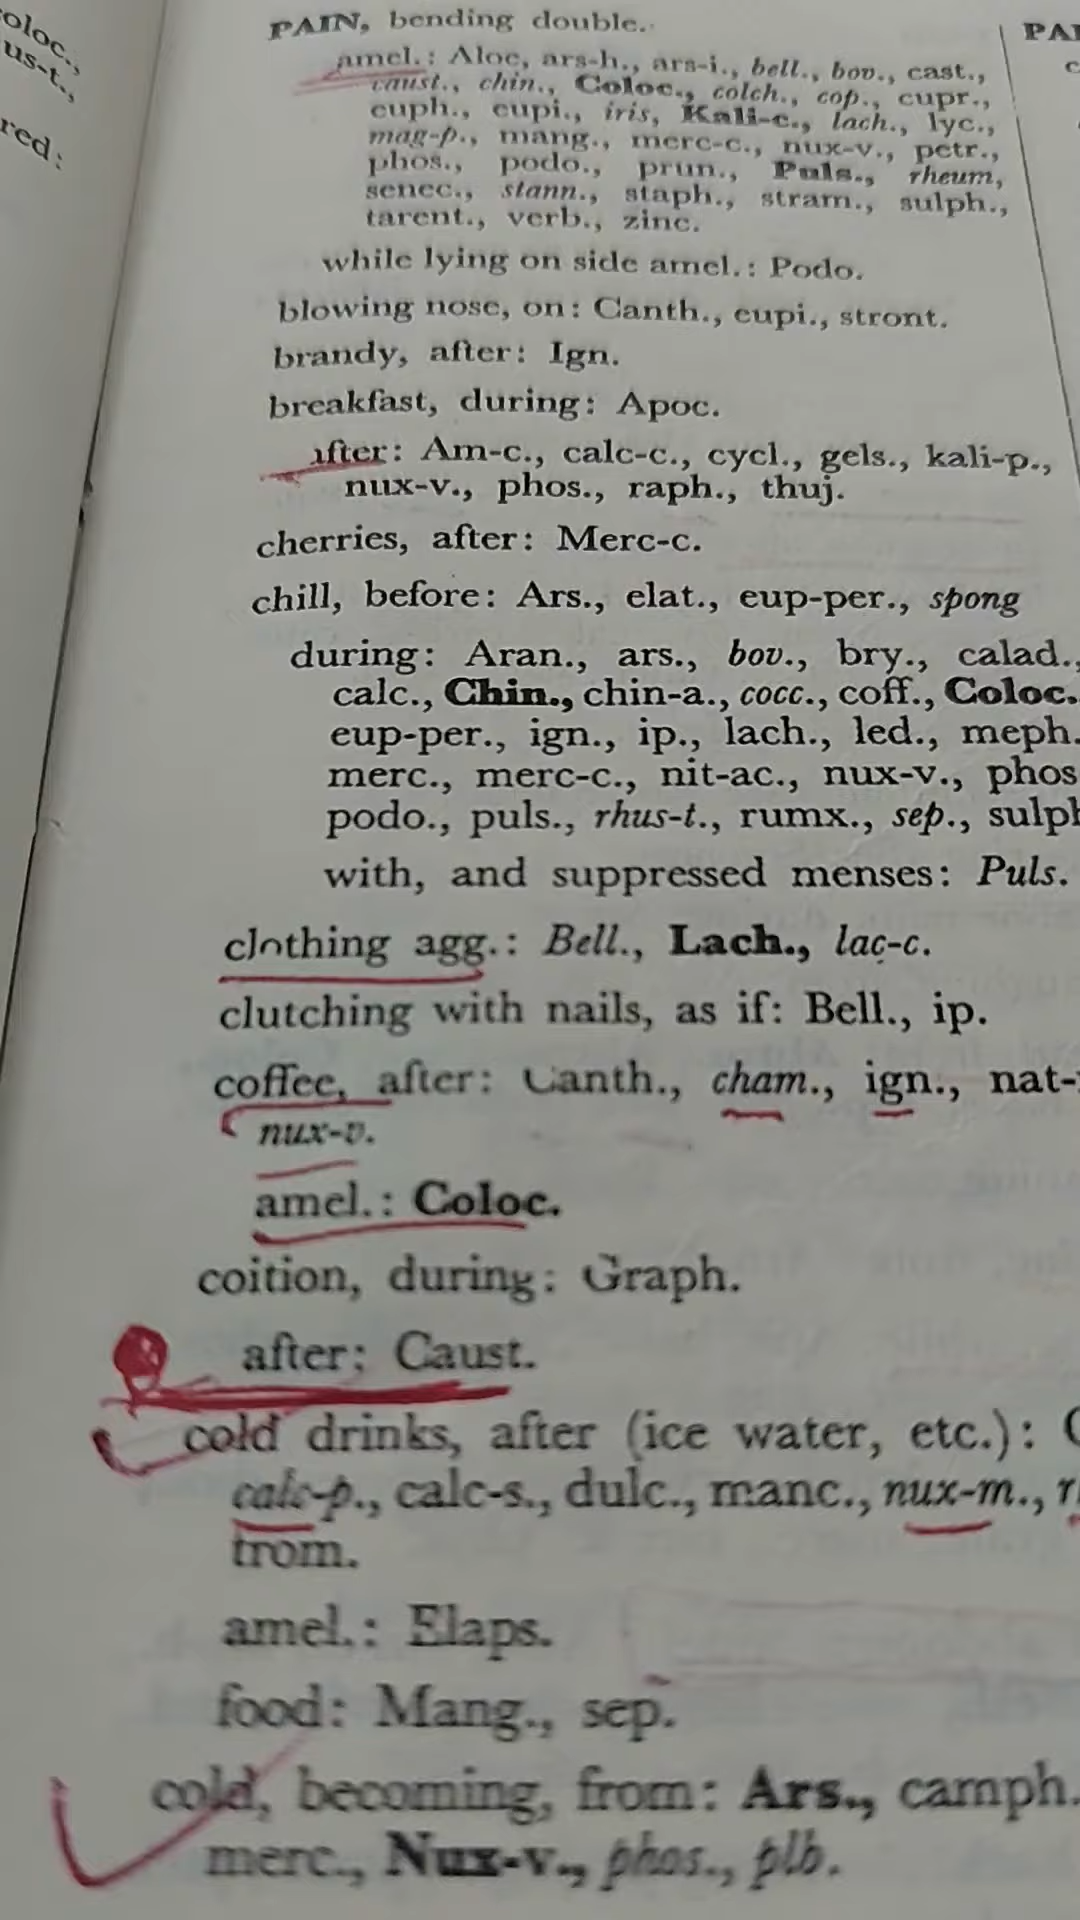 oloc.,
us-t.,
red:
PAIN, bending double.
amel.: Aloe, ars-h., ars-i., bell., bov., cast.,
caust., chin., Coloc., colch., cop., cupr.,
euph., eupi., iris, Kali-c., lach., lyc.,
mag-p., mang., merc-c., nux-v., petr.,
phos., podo., prun., Puls., rheum,
senec., stann., staph., stram., sulph.,
tarent., verb., zinc.
while lying on side amel.: Podo.
blowing nose, on: Canth., eupi., stront.
brandy, after: Ign.
breakfast, during: Apoc.
after: Am-c., calc-c., cycl., gels., kali-p.,
nux-v., phos., raph., thuj.
cherries, after: Merc-c.
chill, before: Ars., elat., eup-per., spong
during: Aran., ars., bov., bry., calad.,
calc., Chin., chin-a., cocc., coff., Coloc.
eup-per., ign., ip., lach., led., meph.
merc., merc-c., nit-ac., nux-v., phos
podo., puls., rhus-t., rumx., sep., sulph
with, and suppressed menses: Puls.
clothing agg.: Bell., Lach., lac-c.
clutching with nails, as if: Bell., ip.
coffee, after: Canth., cham., ign., nat-
nux-v.
amel.: Coloc.
coition, during: Graph.
after: Caust.
cold drinks, after (ice water, etc.):
calc-p., calc-s., dulc., manc., nux-m.,
trom.
amel.: Elaps.
food: Mang., sep.
cold, becoming, from: Ars., camph.
merc., Nux-v., phos., plb.
PAI
c